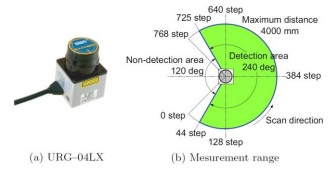 640 step
725 step
Maximum distance
4000 mm
768 step
Detection area
240 deg
Non-detection area
120 deg
384 step
0 step
Scan direction
44 step
128 step
(a) URG–04LX
(b) Mesurement range